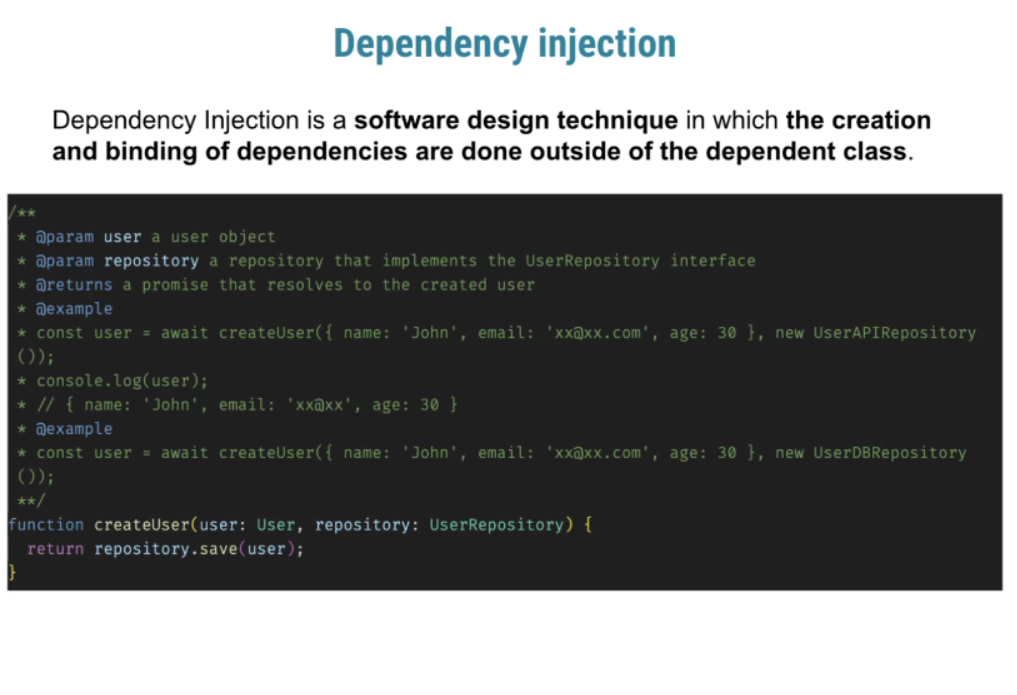 Dependency injection
Dependency Injection is a software design technique in which the creation
and binding of dependencies are done outside of the dependent class.
/**
* @param user a user object
* @param repository a repository that implements the UserRepository interface
* @returns a promise that resolves to the created user
* @example
* const user = await createUser({ name: 'John', email: 'xx@xx.com', age: 30 }, new UserAPIRepository
());
* console.log(user);
* // { name: 'John', email: 'xx@xx', age: 30 }
* @example
* const user = await createUser({ name: 'John', email: 'xx@xx.com', age: 30 }, new UserDBRepository
());
**/
function createUser(user: User, repository: UserRepository) {
return repository.save(user);
}